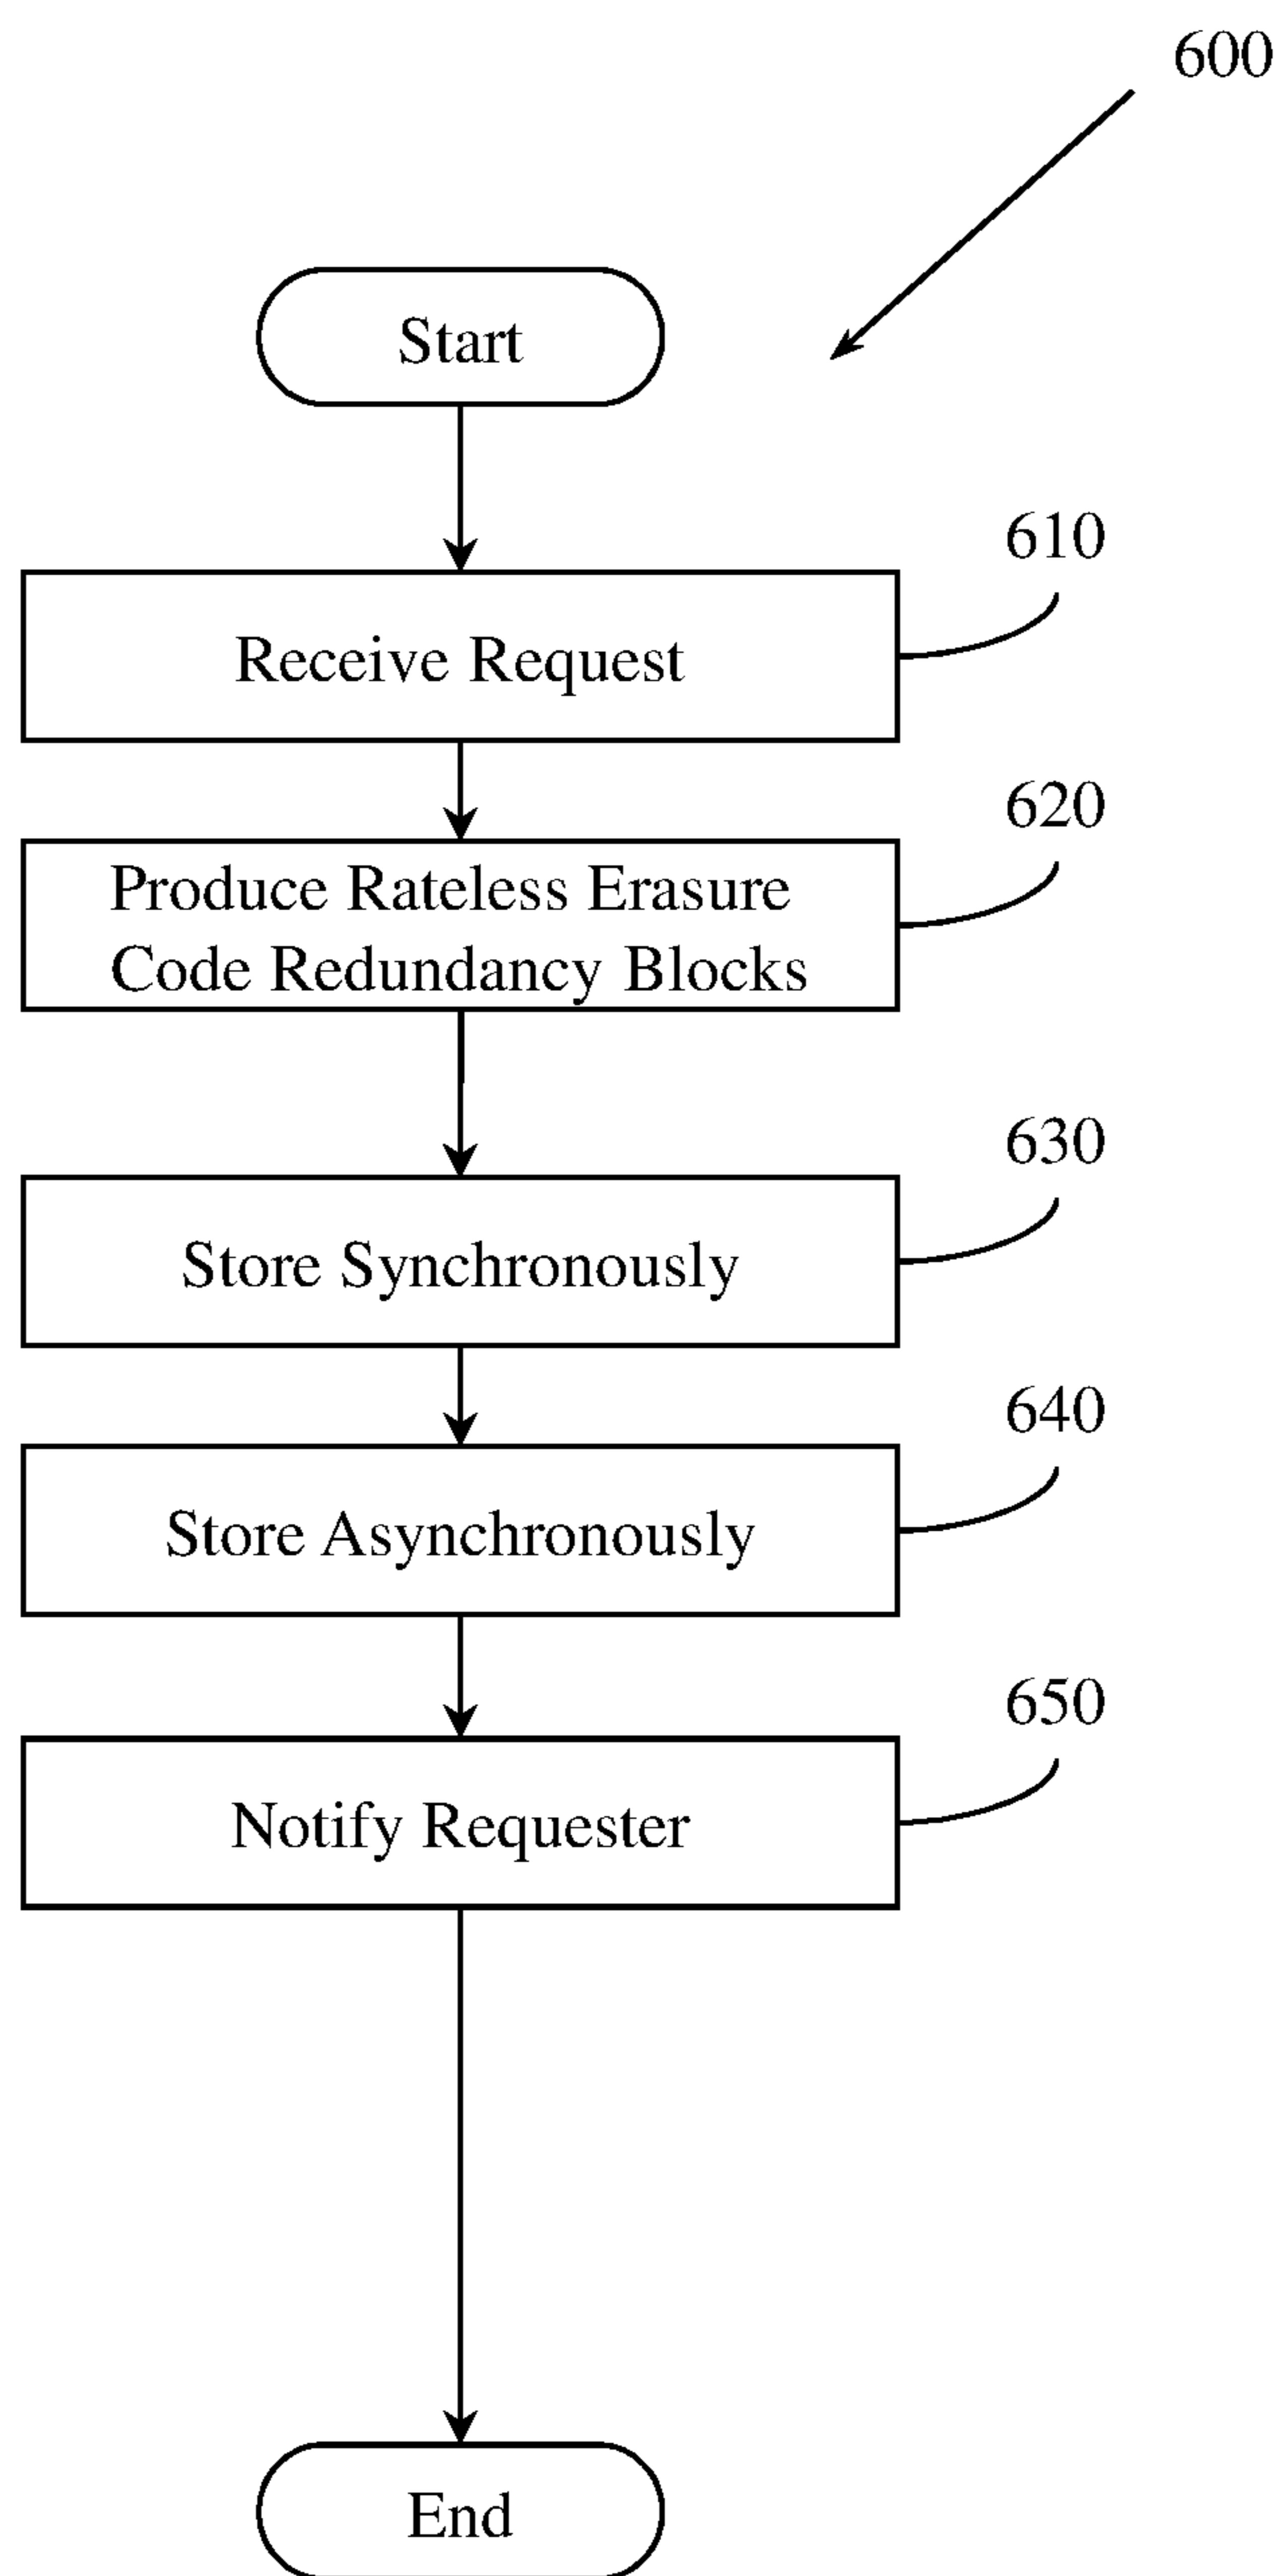 600
Start
610
Receive Request
620
Produce Rateless Erasure
Code Redundancy Blocks
630
Store Synchronously
640
Store Asynchronously
650
Notify Requester
End